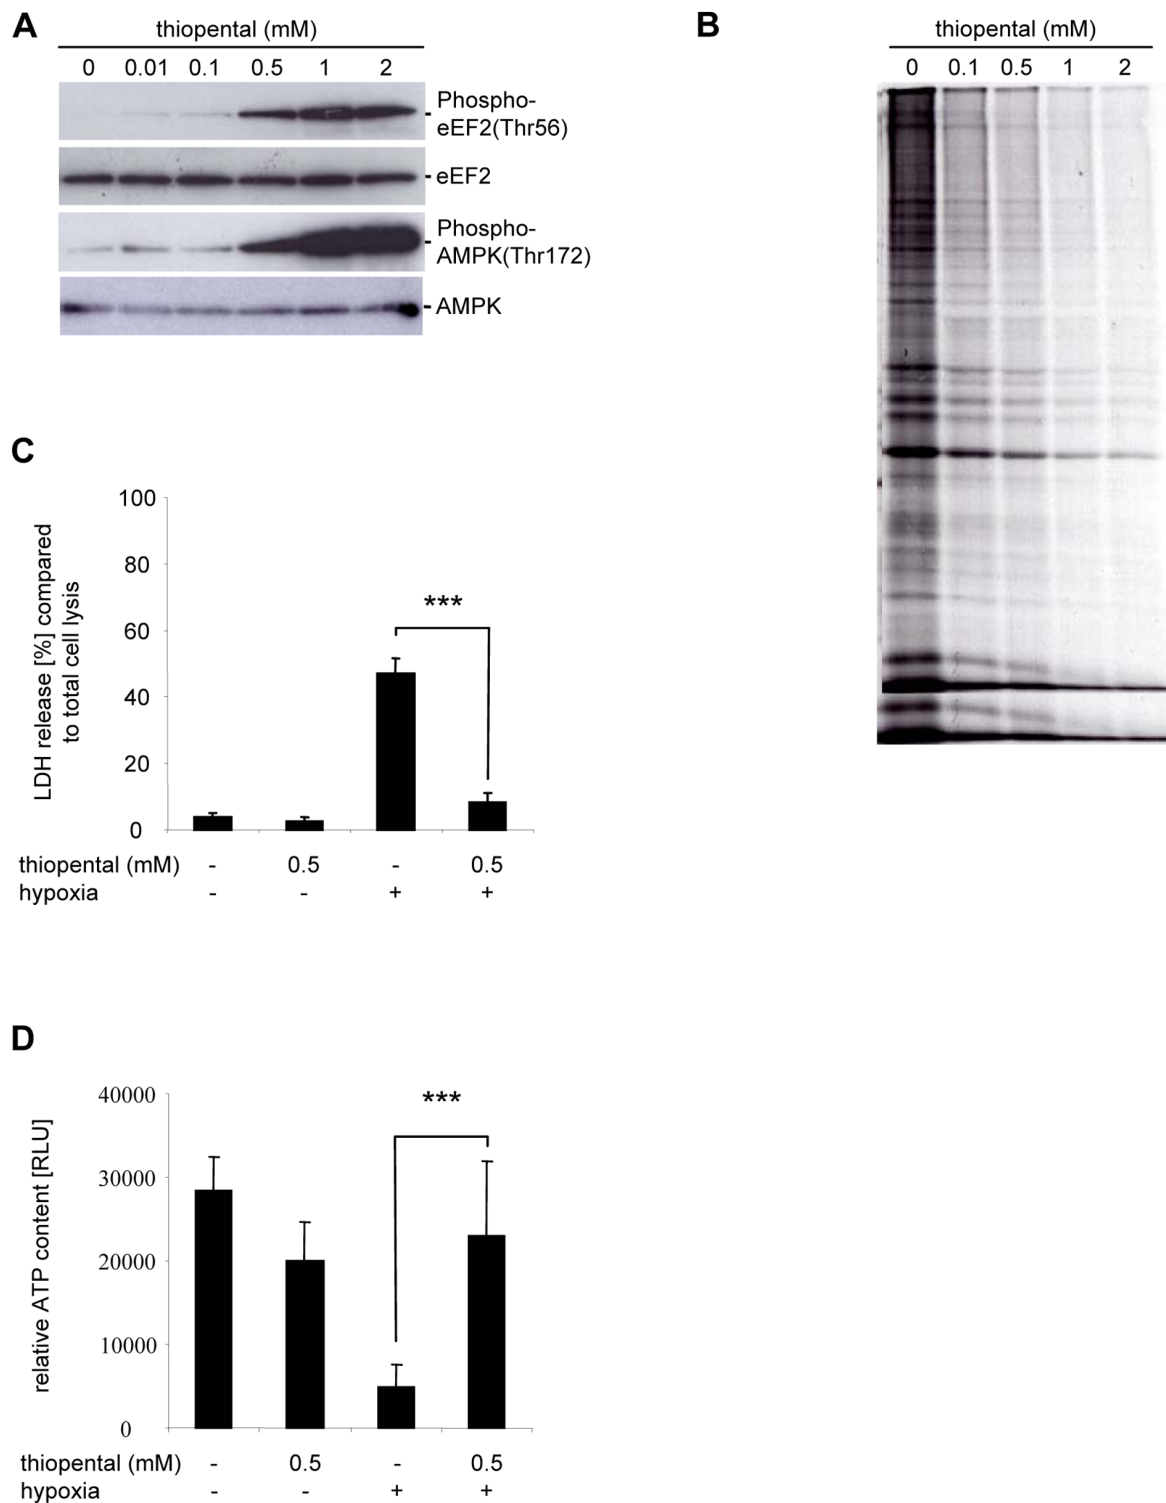 A
thiopental (mM)
0 0.01 0.1 0.5 1 2
Phospho-
eEF2(Thr56)
eEF2
Phospho-
AMPK(Thr172)
AMPK
B
thiopental (mM)
0 0.1 0.5 1 2
C
LDH release [%] compared
to total cell lysis
100
80
60
40
20
0
***
thiopental (mM) - 0.5 - 0.5
hypoxia - - + +
D
relative ATP content [RLU]
40000
30000
20000
10000
0
***
thiopental (mM) - 0.5 - 0.5
hypoxia - - + +